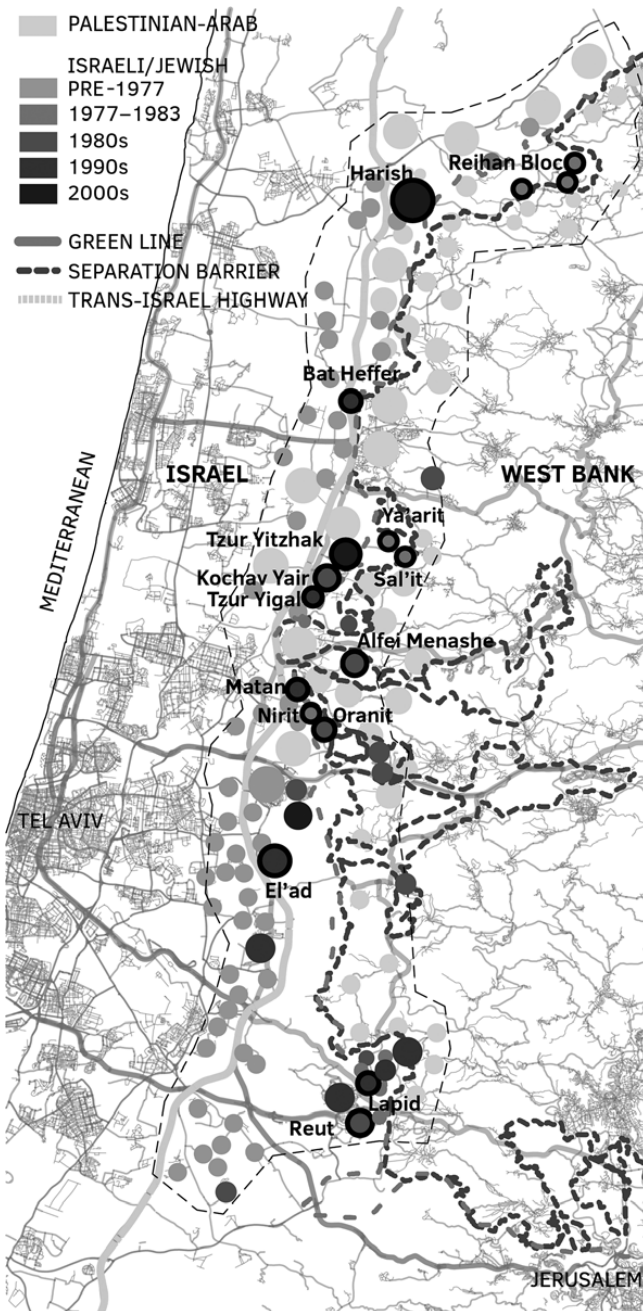 PALESTINIAN-ARAB
ISRAELI/JEWISH
PRE-1977
1977–1983
1980s
1990s
2000s
GREEN LINE
SEPARATION BARRIER
TRANS-ISRAEL HIGHWAY
Reihan Bloc
Harish
Bat Heffer
ISRAEL
WEST BANK
MEDITERRANEAN
Ya'arit
Tzur Yitzhak
Sal'it
Kochav Yair
Tzur Yigal
Alfei Menashe
Matan
Nirit
Oranit
TEL AVIV
El'ad
Lapid
Reut
JERUSALEM